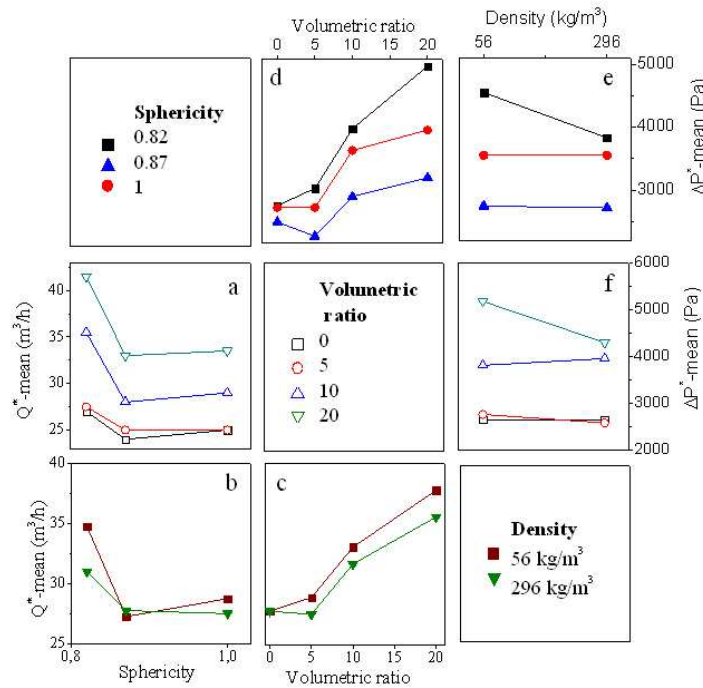 Volumetric ratio
0 5 10 20
Density (kg/m³)
56 296
Sphericity
0.82
0.87
1
d
e
5000
4000
3000
ΔP*-mean (Pa)
40
35
30
25
Q*-mean (m³/h)
a
Volumetric
ratio
0
5
10
20
f
6000
5000
4000
3000
2000
ΔP*-mean (Pa)
40
35
30
25
Q*-mean (m³/h)
b
c
Density
56 kg/m³
296 kg/m³
0,8 1,0
Sphericity
0 5 10 15 20
Volumetric ratio